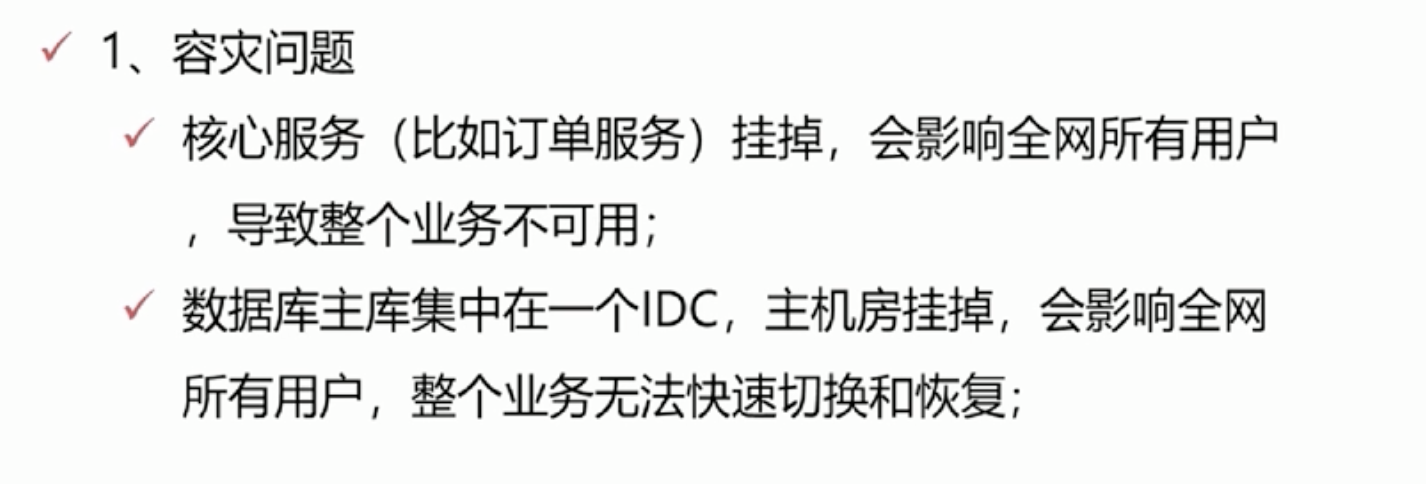 ✓ 1、容灾问题
✓ 核心服务（比如订单服务）挂掉，会影响全网所有用户
，导致整个业务不可用；
✓ 数据库主库集中在一个IDC，主机房挂掉，会影响全网
所有用户，整个业务无法快速切换和恢复；